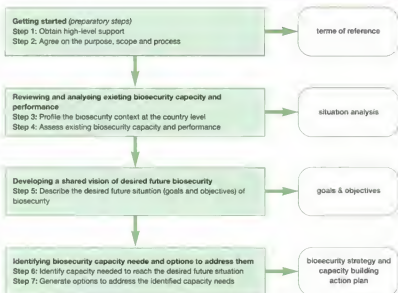 Getting started (preparatory steps)
Step 1: Obtain high-level support
Step 2: Agree on the purpose, scope and process
terms of reference
Reviewing and analysing existing biosecurity capacity and
performance
Step 3: Profile the biosecurity context at the country level
Step 4: Assess existing biosecurity capacity and performance
situation analysis
Developing a shared vision of desired future biosecurity
Step 5: Describe the desired future situation (goals and objectives) of
biosecurity
goals & objectives
Identifying biosecurity capacity needs and options to address them
Step 6: Identify capacity needed to reach the desired future situation
Step 7: Generate options to address the identified capacity needs
biosecurity strategy and
capacity building
action plan